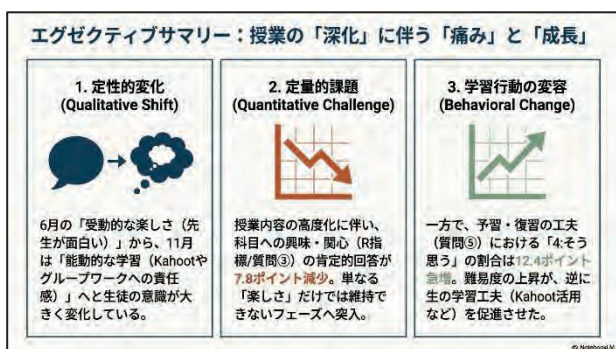 エグゼクティブサマリー：授業の「深化」に伴う「痛み」と「成長」
1. 定性的変化
(Qualitative Shift)
6月の「受動的な楽しさ（先
生が面白い）」から、11月
は「能動的な学習（Kahootや
グループワークへの責任
感）」へと生徒の意識が大
きく変化している。
2. 定量的課題
(Quantitative Challenge)
授業内容の高度化に伴い、
科目への興味・関心（R指
標/質問③）の肯定的回答が
7.8ポイント減少。単なる
「楽しさ」だけでは維持で
きないフェーズへ突入。
3. 学習行動の変容
(Behavioral Change)
一方で、予習・復習の工夫
（質問⑤）における「4:そう
思う」の割合は12.4ポイント
急増。難易度の上昇が、逆に
生の学習工夫（Kahoot活用
など）を促進させた。